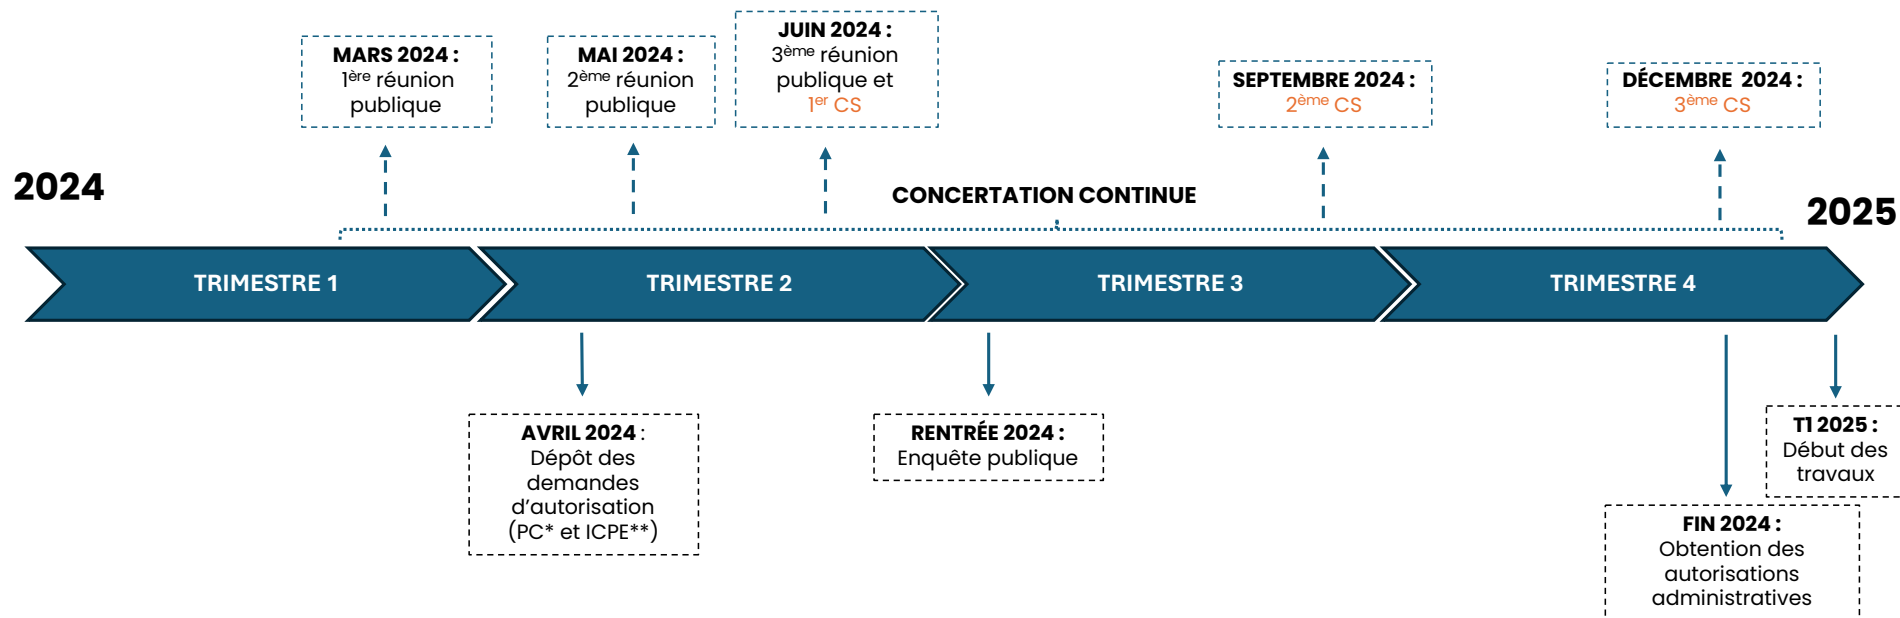 MARS 2024 :
1ère réunion
publique
MAI 2024 :
2ème réunion
publique
JUIN 2024 :
3ème réunion
publique et
1er CS
SEPTEMBRE 2024 :
2ème CS
DÉCEMBRE 2024 :
3ème CS
2024
CONCERTATION CONTINUE
2025
TRIMESTRE 1
TRIMESTRE 2
TRIMESTRE 3
TRIMESTRE 4
AVRIL 2024 :
Dépôt des
demandes
d'autorisation
(PC* et ICPE**)
RENTRÉE 2024 :
Enquête publique
T1 2025 :
Début des
travaux
FIN 2024 :
Obtention des
autorisations
administratives